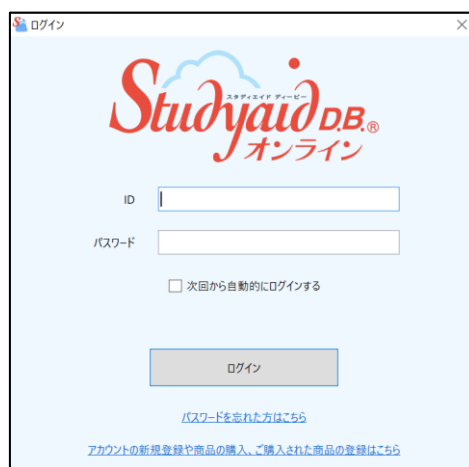 ログイン
スタディエイド ディービー
Studyaid D.B.®
オンライン
ID
パスワード
次回から自動的にログインする
ログイン
パスワードを忘れた方はこちら
アカウントの新規登録や商品の購入、ご購入された商品の登録はこちら